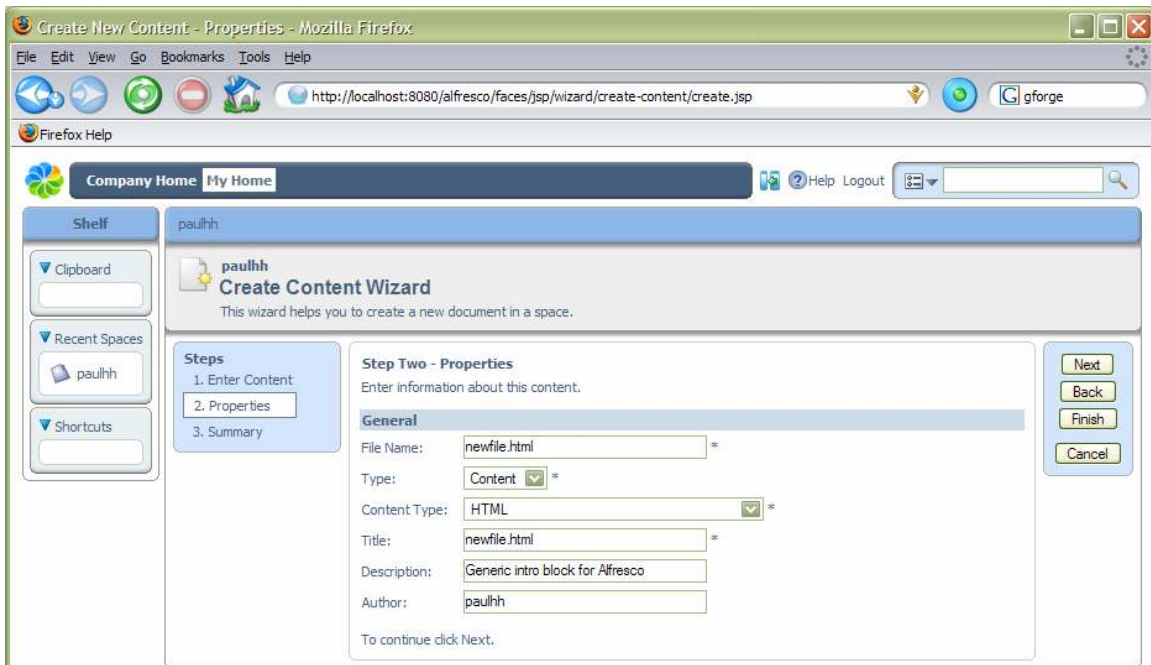 Create New Content - Properties - Mozilla Firefox
File Edit View Go Bookmarks Tools Help
http://localhost:8080/alfresco/faces/jsp/wizard/create-content/create.jsp
G gforge
Firefox Help
Company Home My Home
Help Logout
Shelf
paulhh
Clipboard
paulhh
Create Content Wizard
This wizard helps you to create a new document in a space.
Recent Spaces
paulhh
Shortcuts
Steps
1. Enter Content
2. Properties
3. Summary
Step Two - Properties
Enter information about this content.
General
File Name: newfile.html *
Type: Content *
Content Type: HTML *
Title: newfile.html *
Description: Generic intro block for Alfresco
Author: paulhh
To continue click Next.
Next
Back
Finish
Cancel